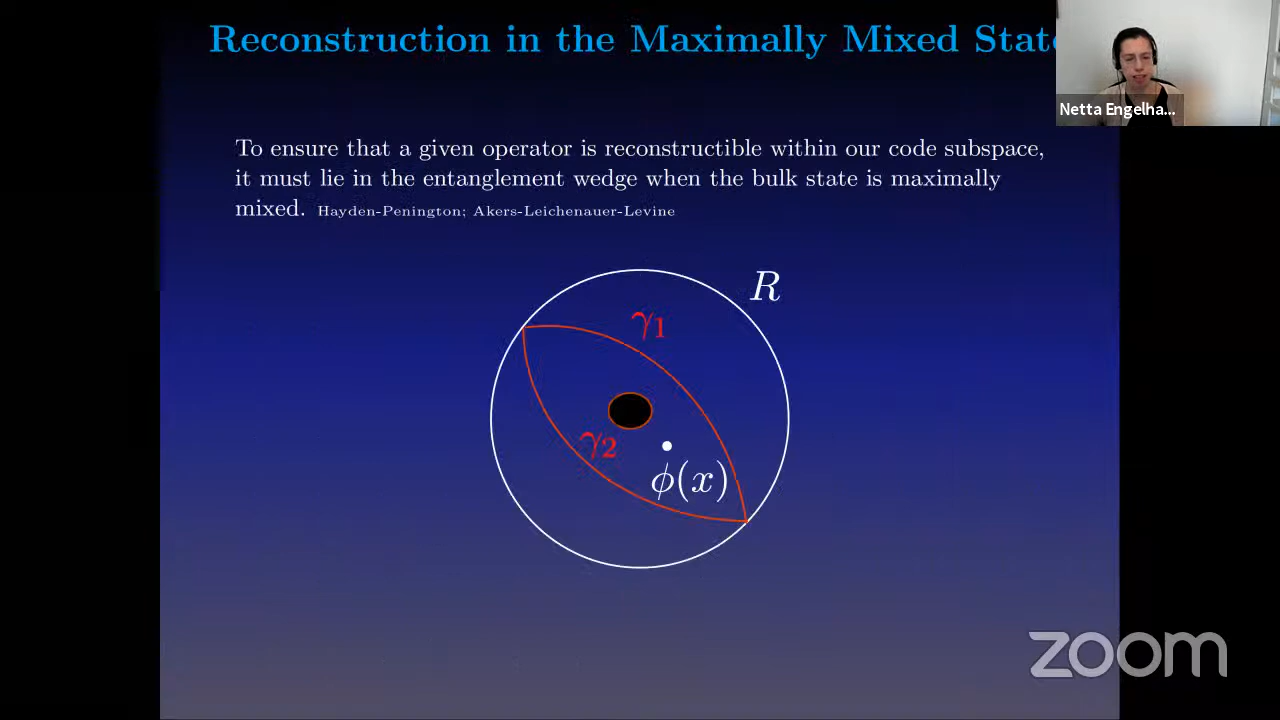 Reconstruction in the Maximally Mixed State
Netta Engelha...
To ensure that a given operator is reconstructible within our code subspace,
it must lie in the entanglement wedge when the bulk state is maximally
mixed. Hayden-Penington; Akers-Leichenauer-Levine
R
γ₁
γ₂
ϕ(x)
zoom